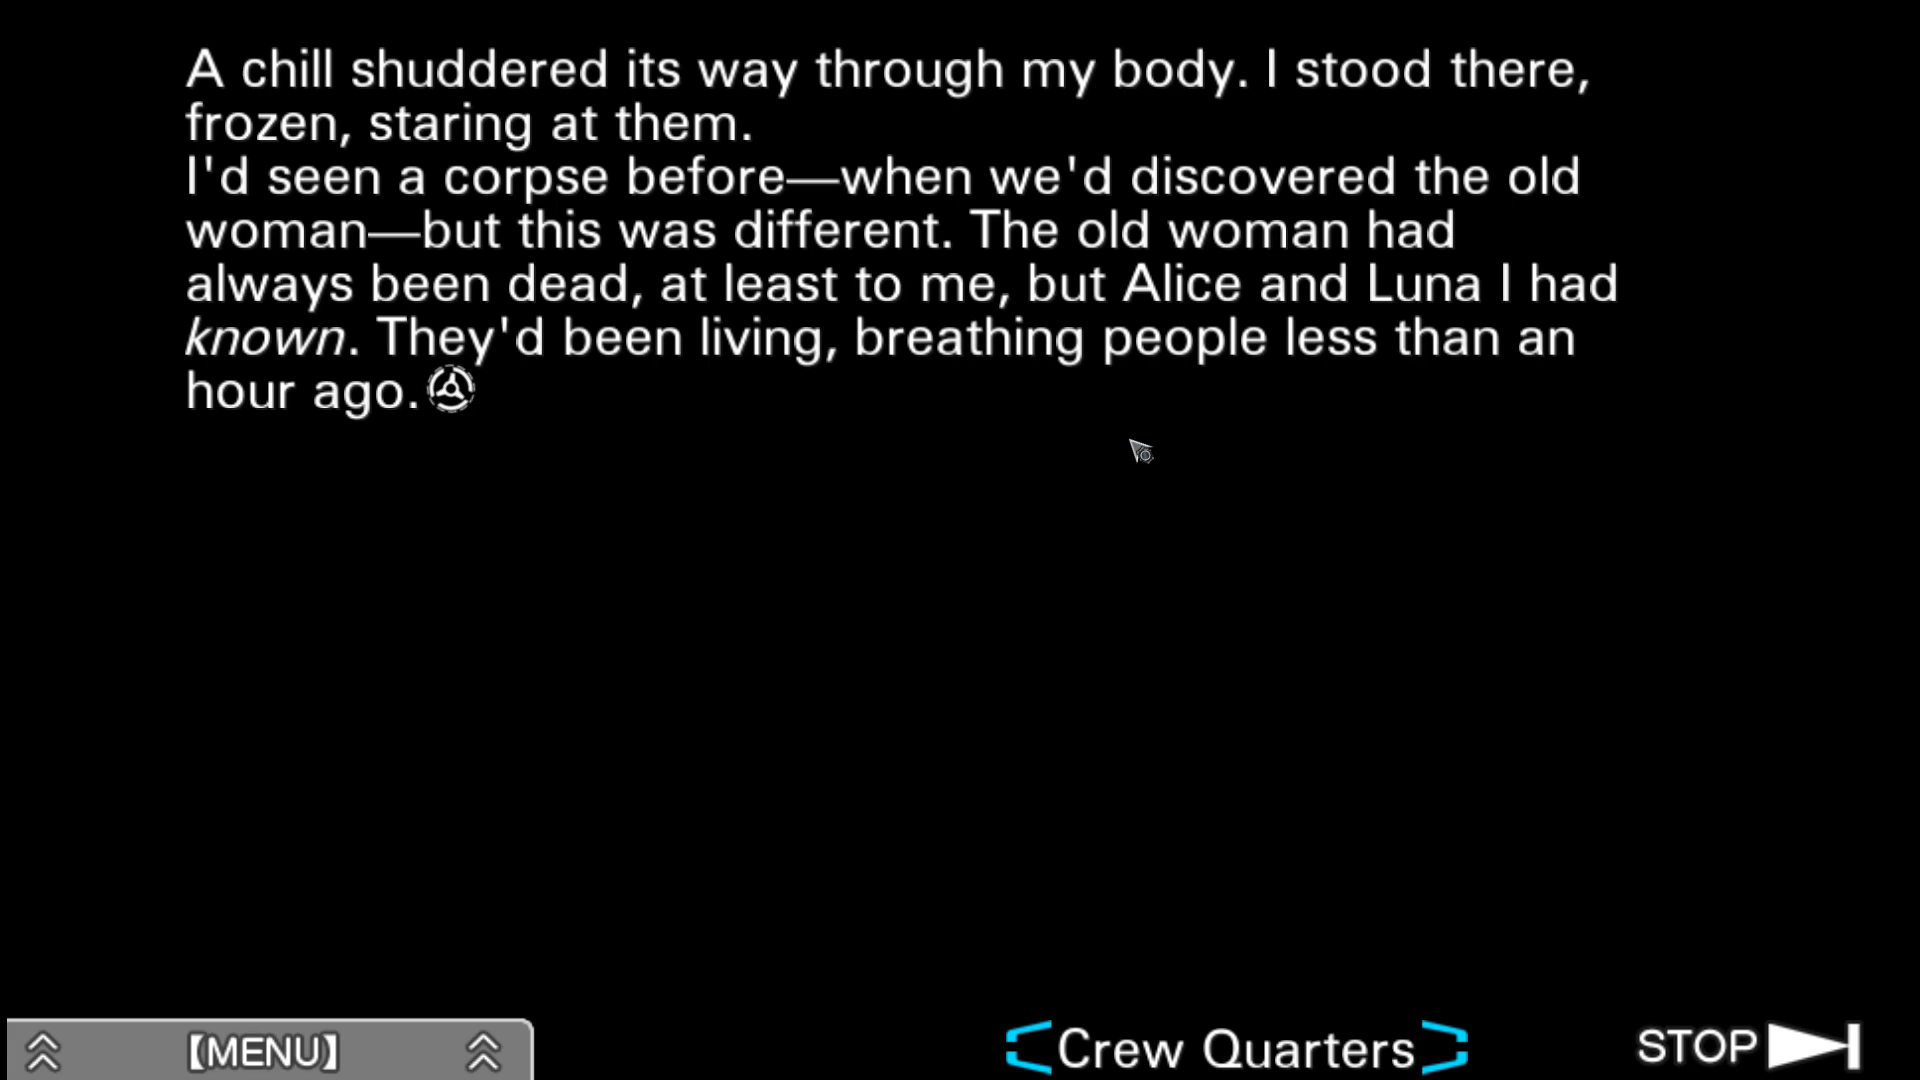 A chill shuddered its way through my body. I stood there,
frozen, staring at them.
I'd seen a corpse before—when we'd discovered the old
woman—but this was different. The old woman had
always been dead, at least to me, but Alice and Luna I had
known. They'd been living, breathing people less than an
hour ago.
【MENU】
Crew Quarters
STOP